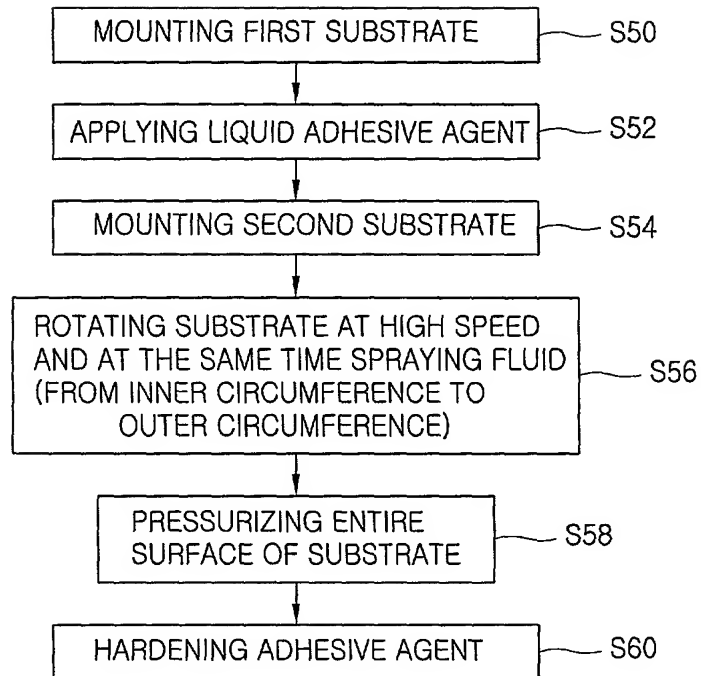 MOUNTING FIRST SUBSTRATE S50
APPLYING LIQUID ADHESIVE AGENT S52
MOUNTING SECOND SUBSTRATE S54
ROTATING SUBSTRATE AT HIGH SPEED
AND AT THE SAME TIME SPRAYING FLUID
(FROM INNER CIRCUMFERENCE TO
OUTER CIRCUMFERENCE)
S56
PRESSURIZING ENTIRE
SURFACE OF SUBSTRATE
S58
HARDENING ADHESIVE AGENT S60